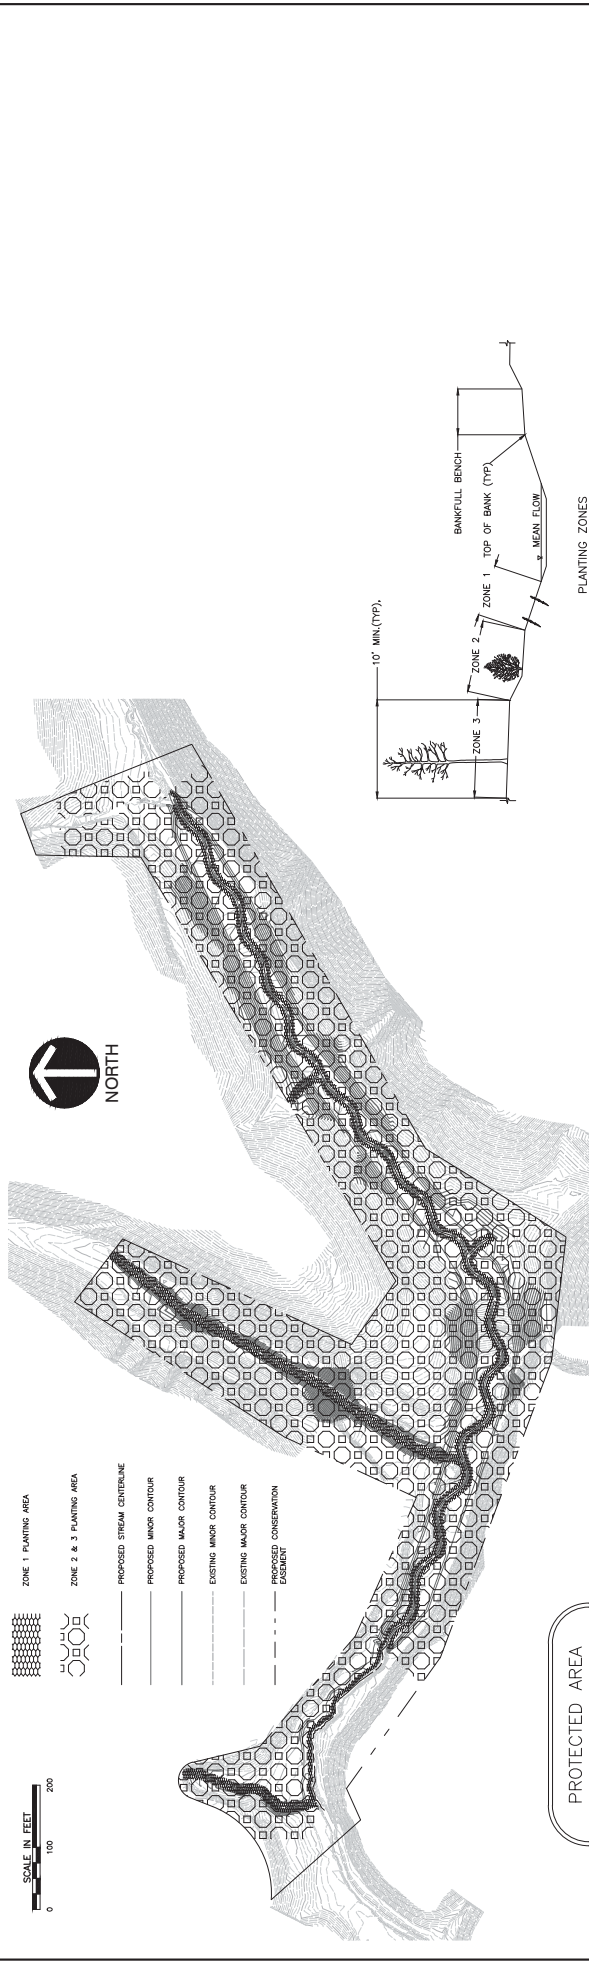 SCALE IN FEET
0
100
200
ZONE 1 PLANTING AREA
ZONE 2 & 3 PLANTING AREA
PROPOSED STREAM CENTERLINE
PROPOSED MINOR CONTOUR
PROPOSED MAJOR CONTOUR
EXISTING MINOR CONTOUR
EXISTING MAJOR CONTOUR
PROPOSED CONSERVATION
EASEMENT
NORTH
10' MIN.(TYP).
ZONE 3
ZONE 2
ZONE 1
TOP OF BANK (TYP)
BANKFULL BENCH
MEAN FLOW
PLANTING ZONES
PROTECTED AREA